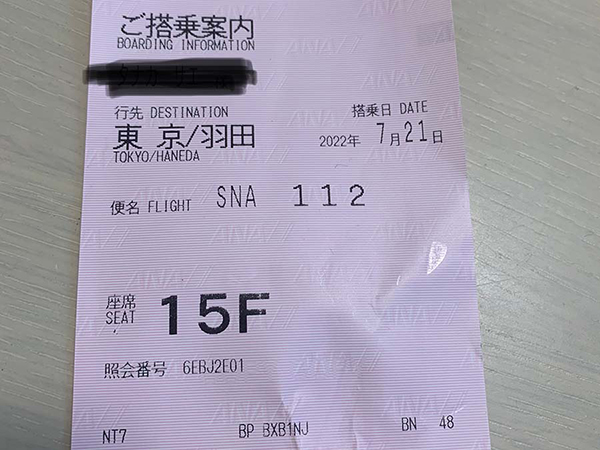 ご搭乗案内
BOARDING INFORMATION
行先 DESTINATION
搭乗日 DATE
東 京/羽田
2022年 7月21日
TOKYO/HANEDA
便名 FLIGHT SNA 112
座席
SEAT
15F
照会番号 6EBJ2E01
NT7 BP BXB1NJ BN 48